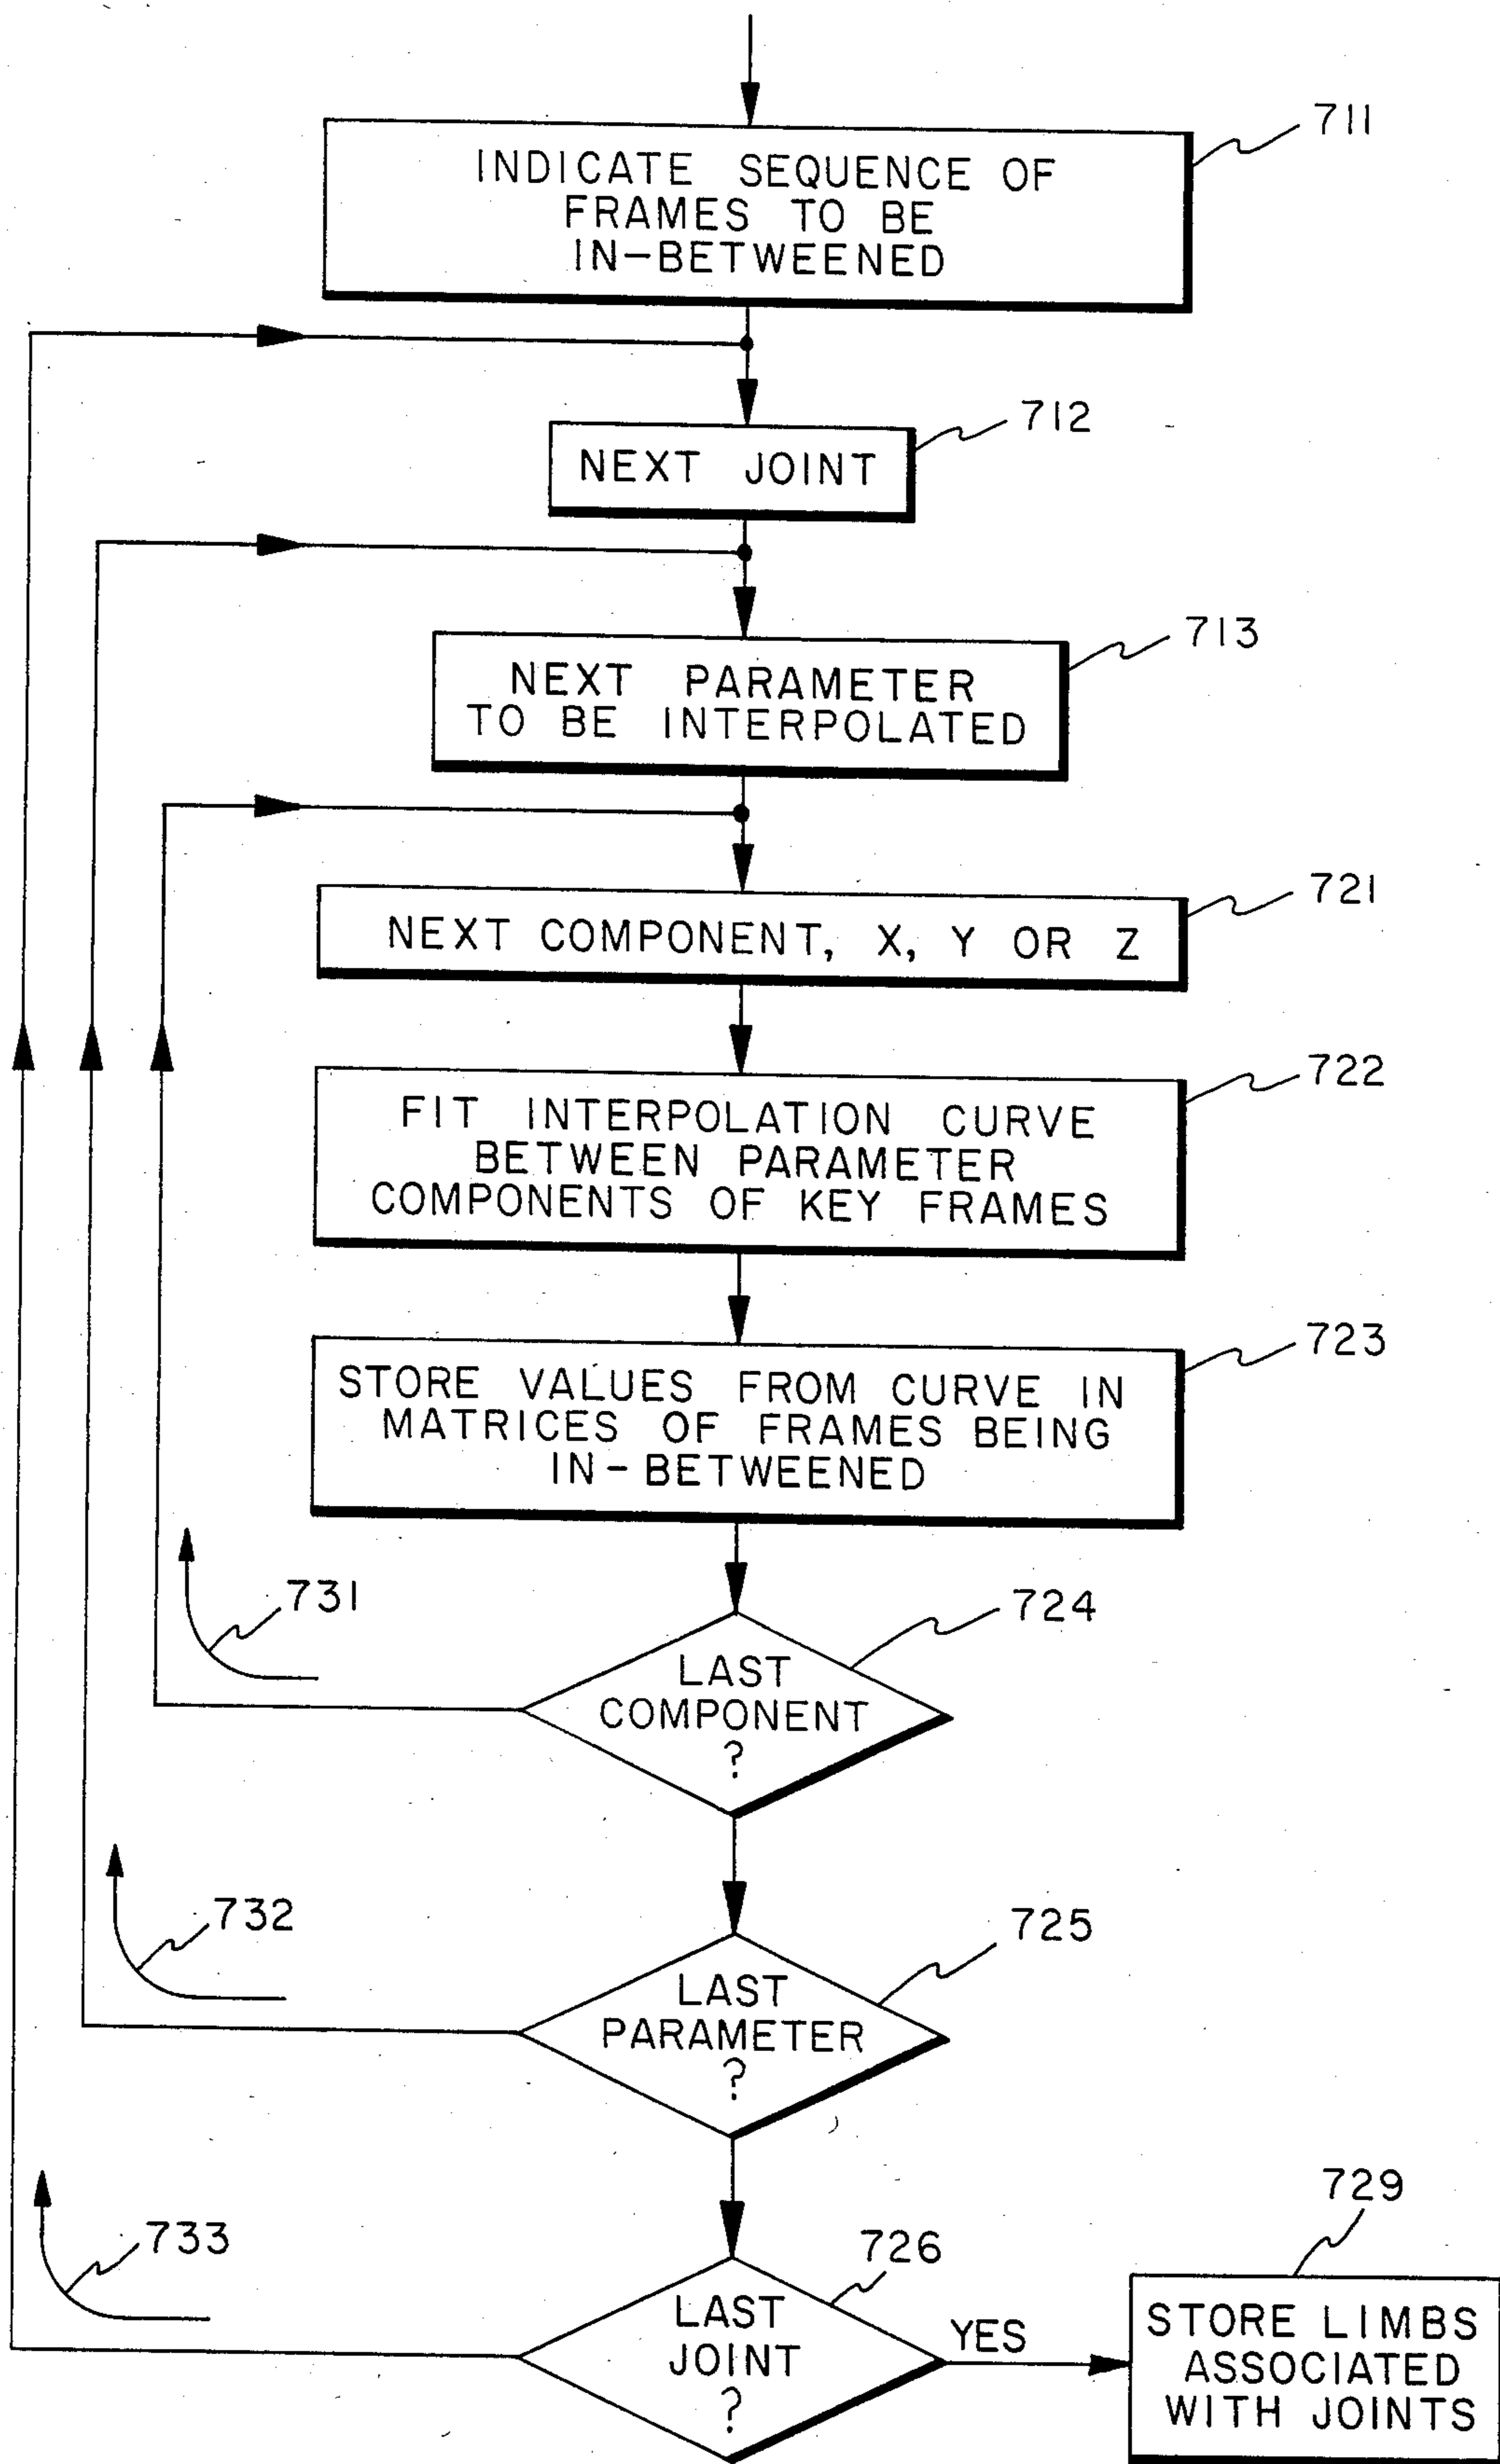 711
INDICATE SEQUENCE OF
FRAMES TO BE
IN-BETWEENED
712
NEXT JOINT
713
NEXT PARAMETER
TO BE INTERPOLATED
721
NEXT COMPONENT, X, Y OR Z
722
FIT INTERPOLATION CURVE
BETWEEN PARAMETER
COMPONENTS OF KEY FRAMES
723
STORE VALUES FROM CURVE IN
MATRICES OF FRAMES BEING
IN-BETWEENED
731
724
LAST
COMPONENT
?
732
725
LAST
PARAMETER
?
733
726
LAST
JOINT
?
YES
729
STORE LIMBS
ASSOCIATED
WITH JOINTS